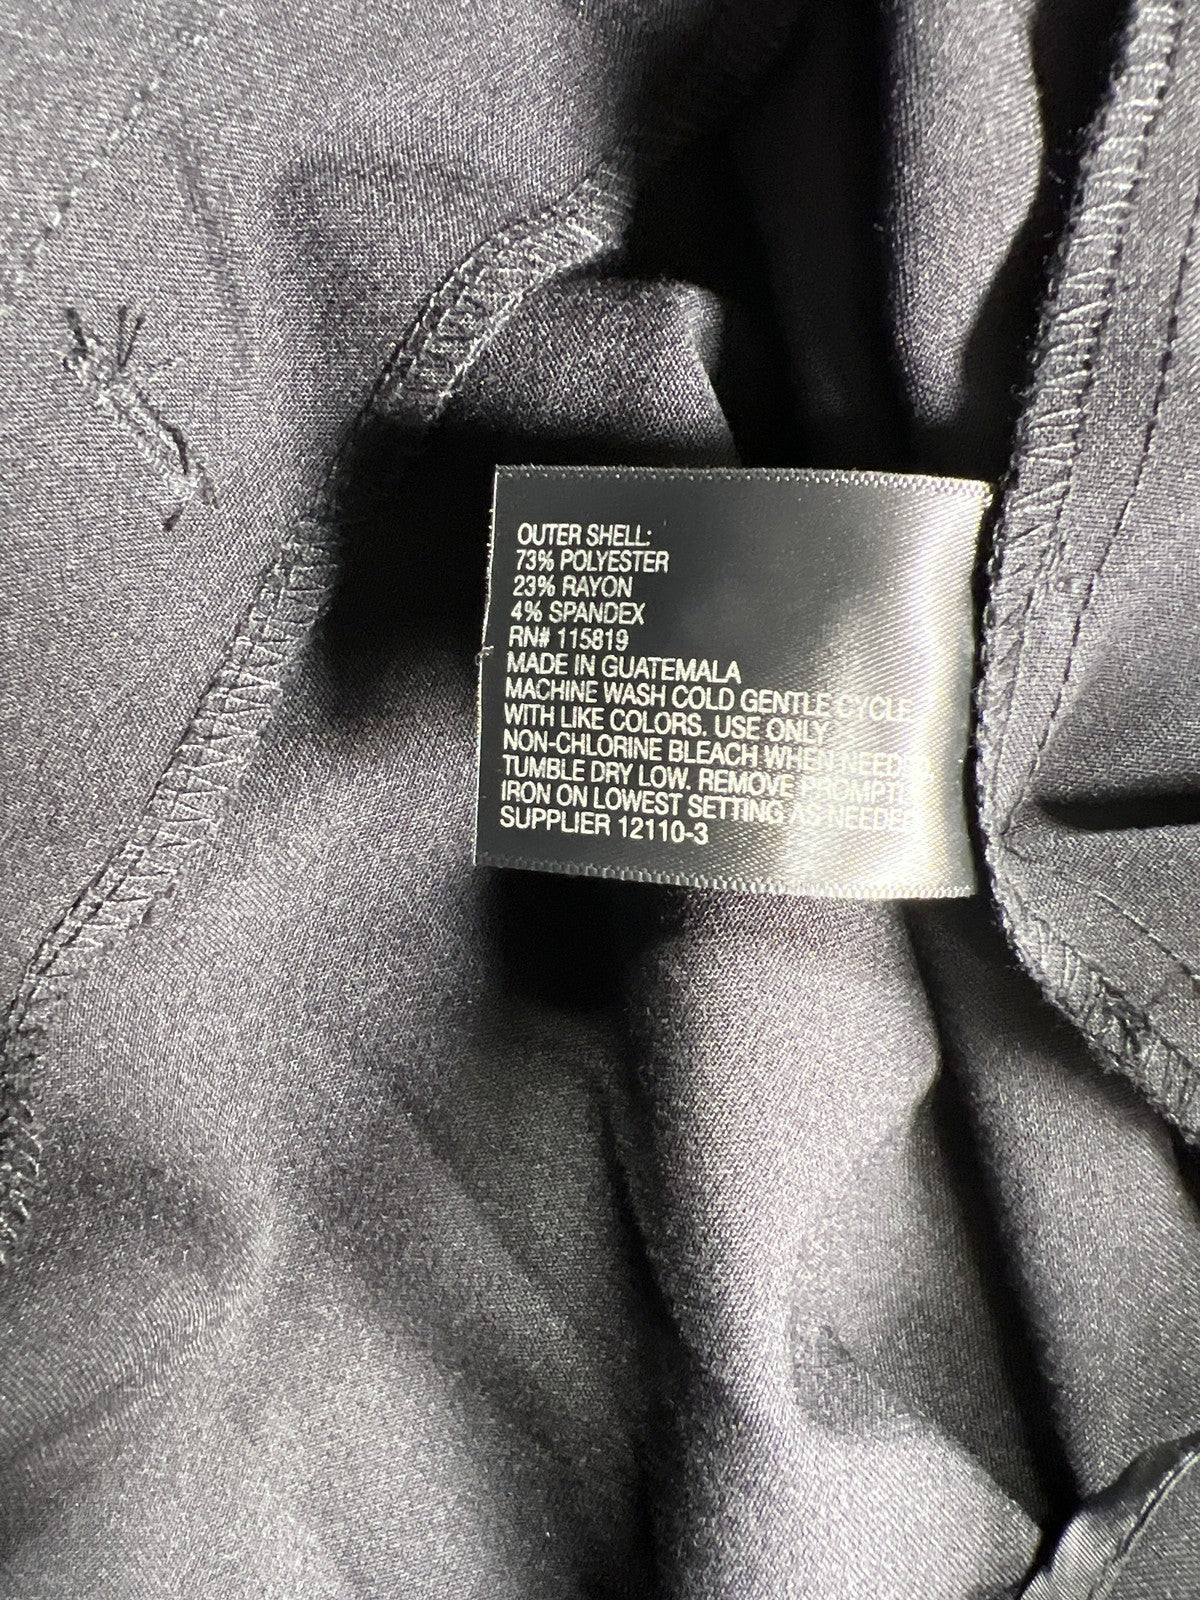 OUTER SHELL:
73% POLYESTER
23% RAYON
4% SPANDEX
RN# 115819
MADE IN GUATEMALA
MACHINE WASH COLD GENTLE CYCLE
WITH LIKE COLORS. USE ONLY
NON-CHLORINE BLEACH WHEN
TUMBLE DRY LOW. REMOVE
IRON ON LOWEST SETTING AS
SUPPLIER 12110-3